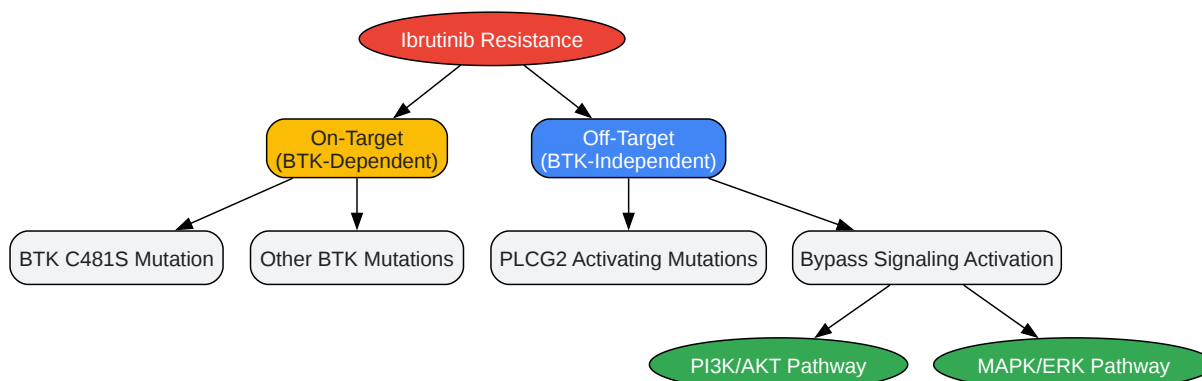 Ibrutinib Resistance
On-Target
(BTK-Dependent)
Off-Target
(BTK-Independent)
BTK C481S Mutation
Other BTK Mutations
PLCG2 Activating Mutations
Bypass Signaling Activation
PI3K/AKT Pathway
MAPK/ERK Pathway